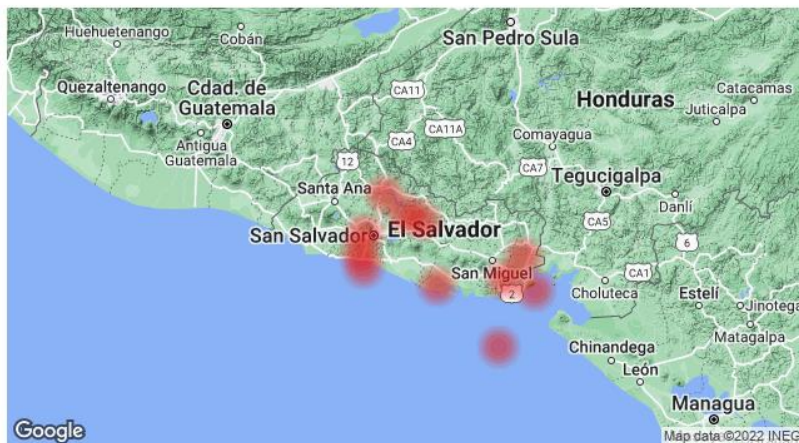 Huehuetenango
Cobán
San Pedro Sula
Quezaltenango
Cdad. de
Guatemala
CA11
Honduras
Catacamas
Juticalpa
Antigua
Guatemala
CA4
CA11A
Comayagua
12
CA7
Santa Ana
Tegucigalpa
Danlí
San Salvador
El Salvador
CA5
6
San Miguel
CA1
2
Choluteca
Estelí
Jinotega
Matagalpa
Chinandega
León
Managua
Google
Map data ©2022 INEG